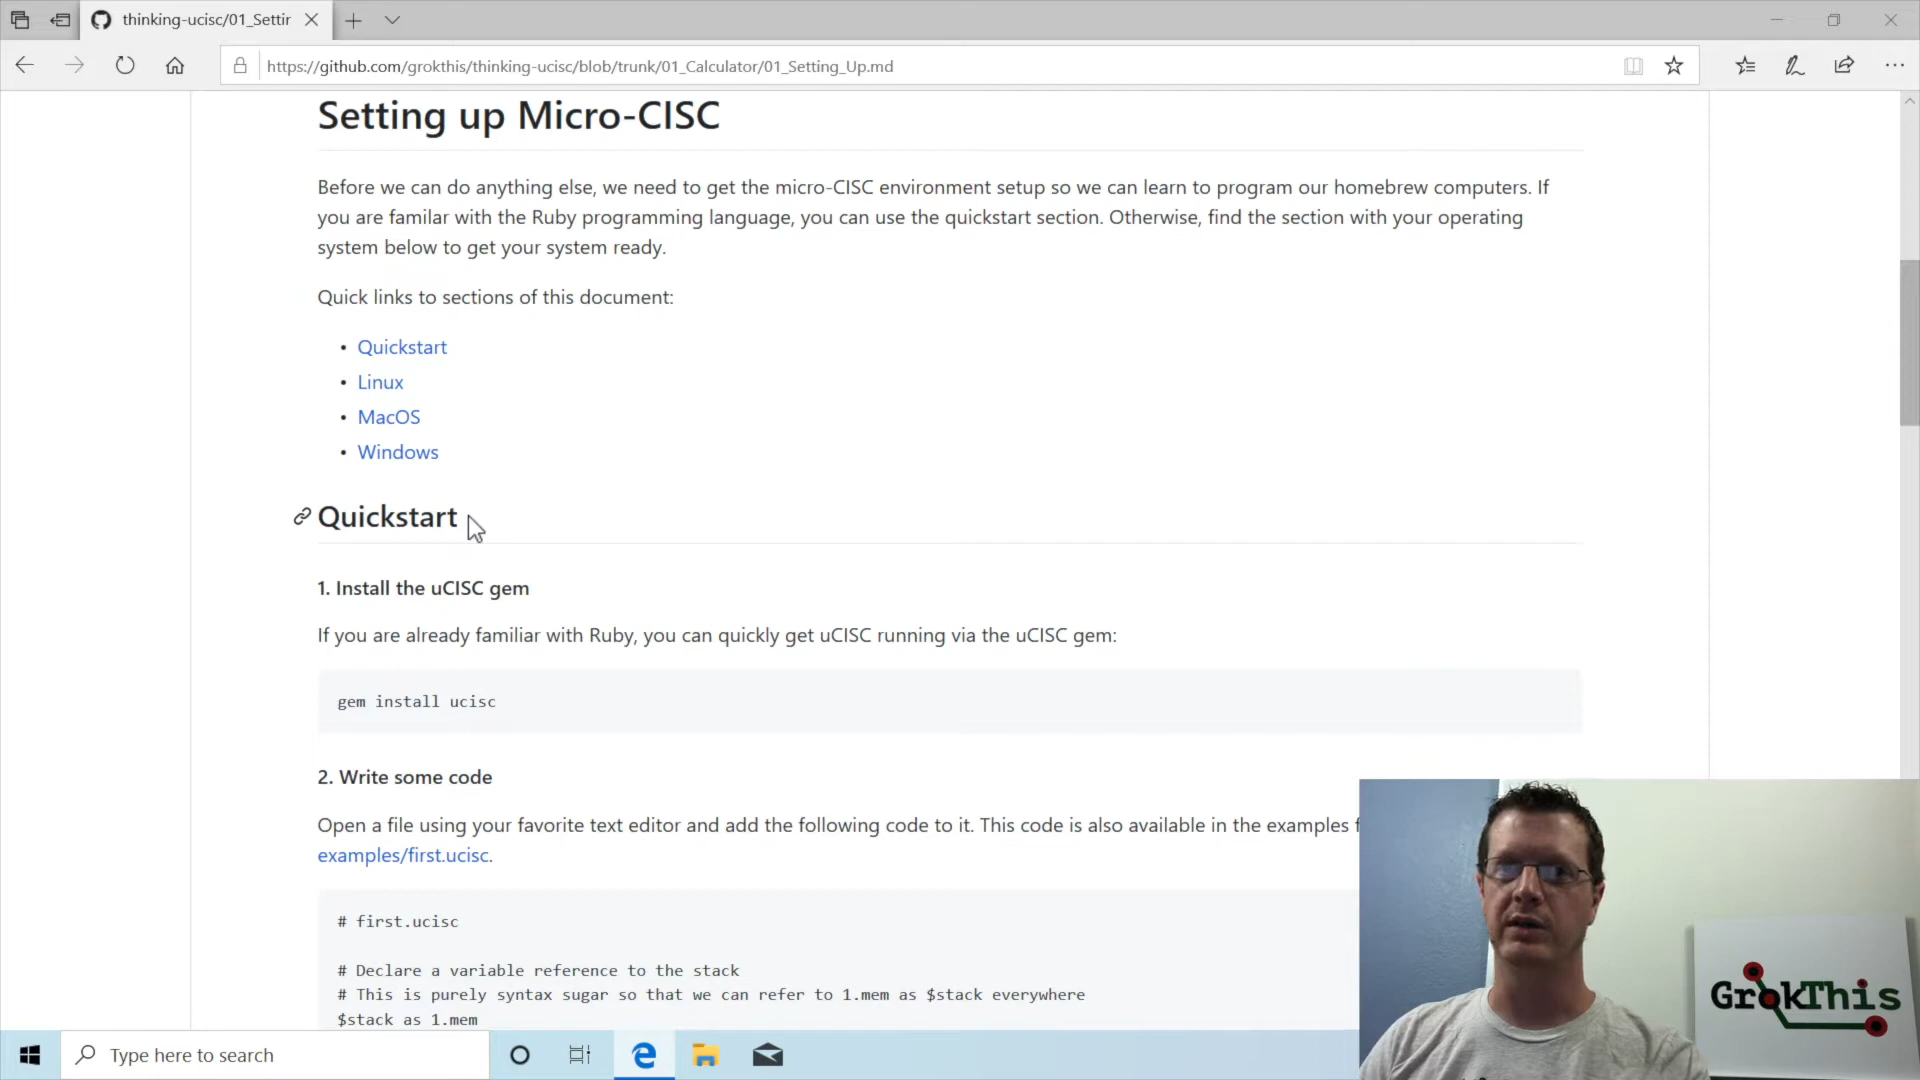 thinking-ucisc/01_Settir
https://github.com/grokthis/thinking-ucisc/blob/trunk/01_Calculator/01_Setting_Up.md
Setting up Micro-CISC
Before we can do anything else, we need to get the micro-CISC environment setup so we can learn to program our homebrew computers. If
you are familar with the Ruby programming language, you can use the quickstart section. Otherwise, find the section with your operating
system below to get your system ready.
Quick links to sections of this document:
• Quickstart
• Linux
• MacOS
• Windows
Quickstart
1. Install the uCISC gem
If you are already familiar with Ruby, you can quickly get uCISC running via the uCISC gem:
gem install ucisc
2. Write some code
Open a file using your favorite text editor and add the following code to it. This code is also available in the examples f
examples/first.ucisc.
# first.ucisc
# Declare a variable reference to the stack
# This is purely syntax sugar so that we can refer to 1.mem as $stack everywhere
$stack as 1.mem
GrokThis
Type here to search